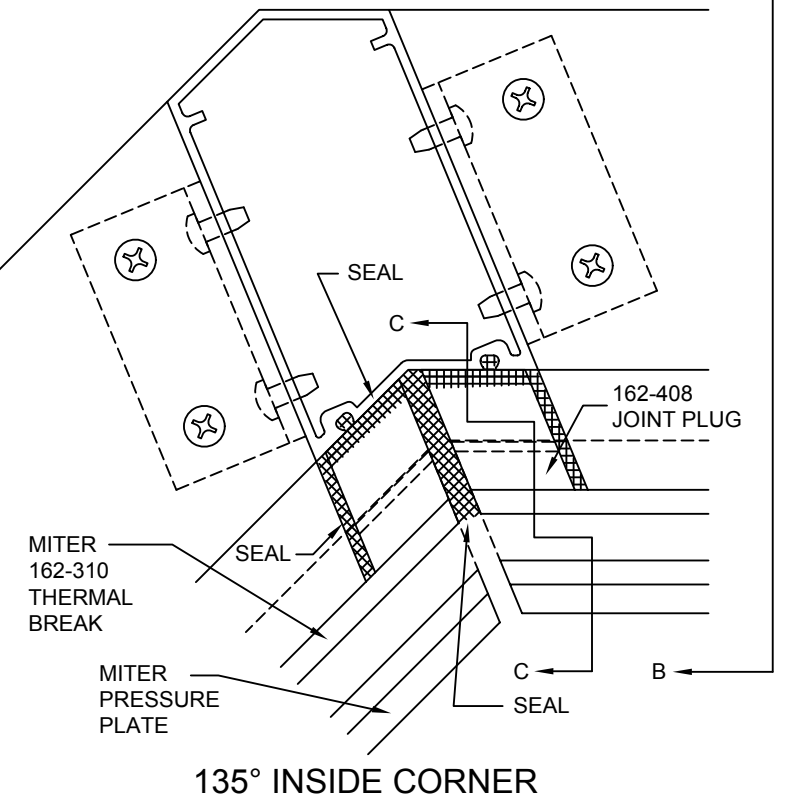 SEAL
C
162-408
JOINT PLUG
SEAL
MITER
162-310
THERMAL
BREAK
MITER
PRESSURE
PLATE
C
B
SEAL
135° INSIDE CORNER